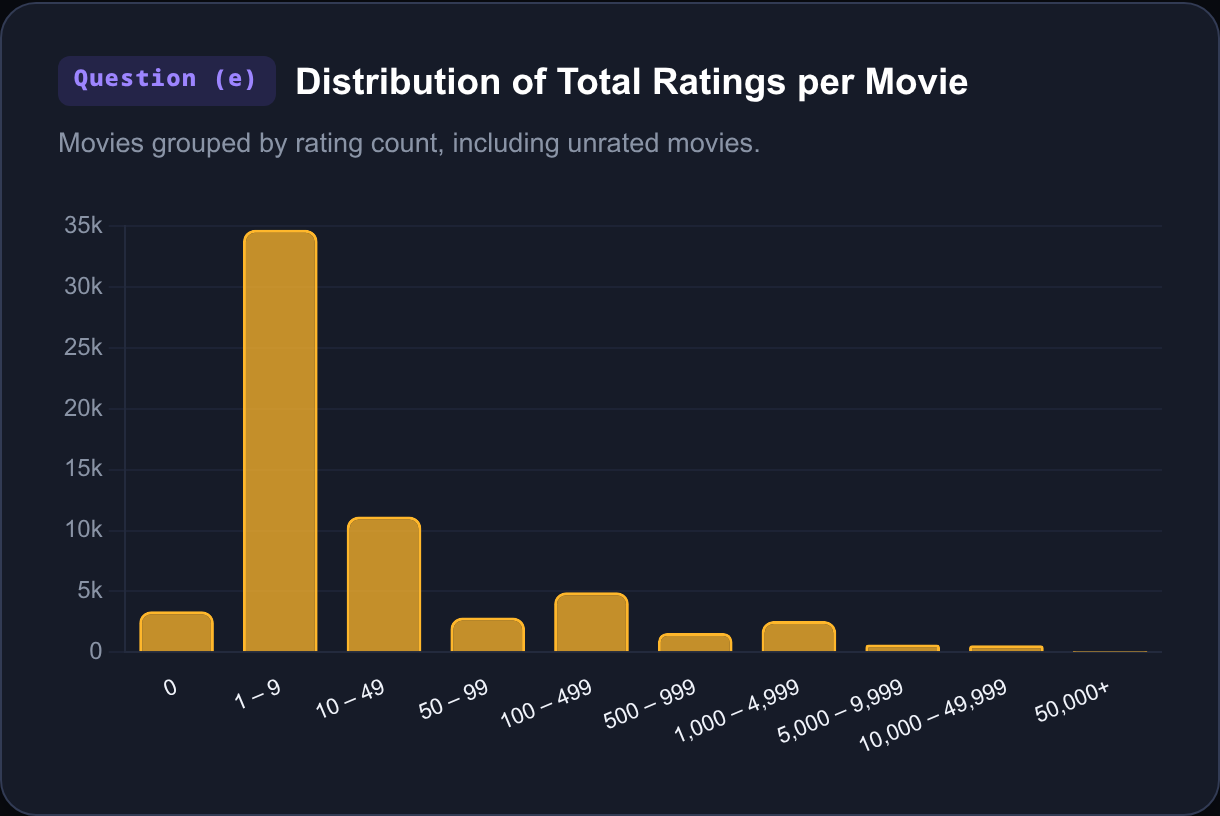 Question (e)
Distribution of Total Ratings per Movie
Movies grouped by rating count, including unrated movies.
35k
30k
25k
20k
15k
10k
5k
0
0
1 – 9
10 – 49
50 – 99
100 – 499
500 – 999
1,000 – 4,999
5,000 – 9,999
10,000 – 49,999
50,000+